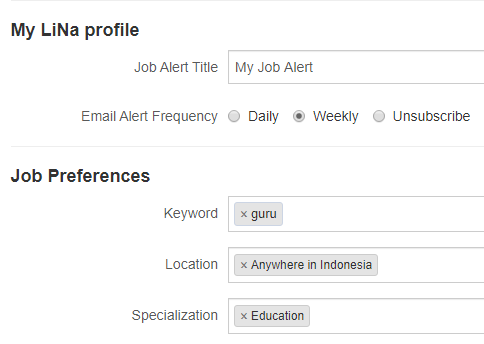 My LiNa profile
Job Alert Title My Job Alert
Email Alert Frequency Daily Weekly Unsubscribe
Job Preferences
Keyword × guru
Location × Anywhere in Indonesia
Specialization × Education